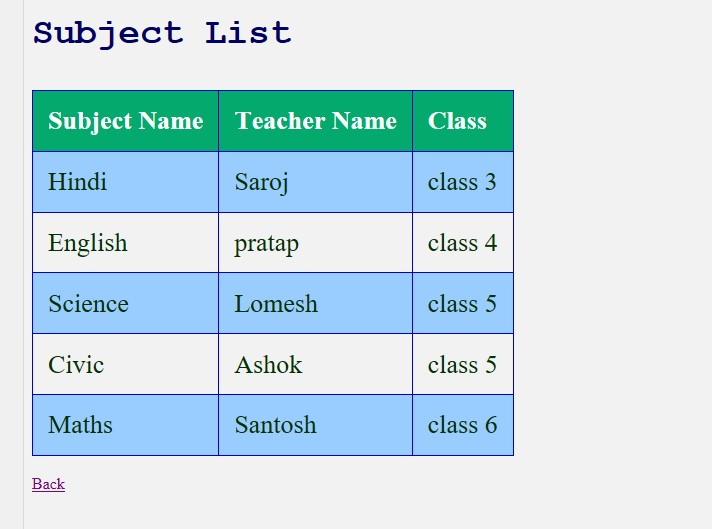 Subject List
Subject Name Teacher Name Class
Hindi Saroj class 3
English pratap class 4
Science Lomesh class 5
Civic Ashok class 5
Maths Santosh class 6
Back